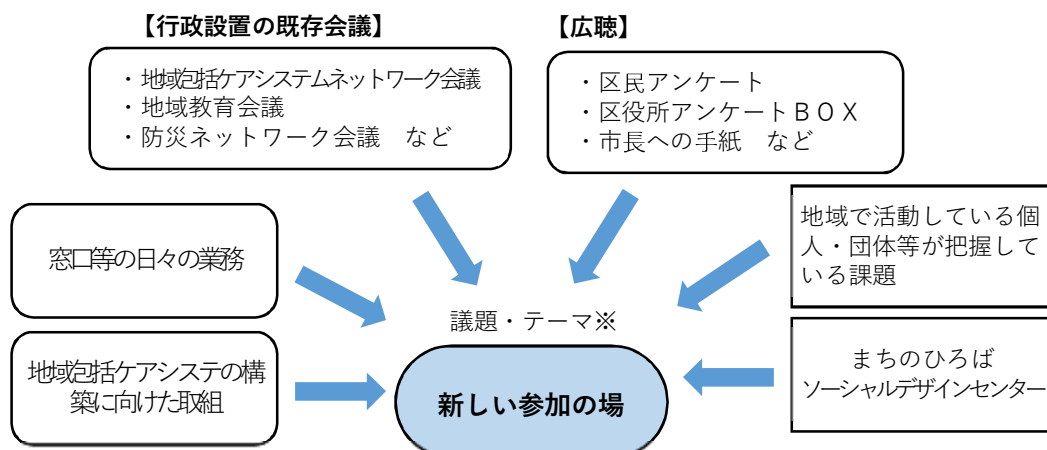 【行政設置の既存会議】
・地域包括ケアシステムネットワーク会議
・地域教育会議
・防災ネットワーク会議　など
【広聴】
・区民アンケート
・区役所アンケートＢＯＸ
・市長への手紙　など
窓口等の日々の業務
地域で活動している個
人・団体等が把握して
いる課題
議題・テーマ※
地域包括ケアシステの構
築に向けた取組
新しい参加の場
まちのひろば
ソーシャルデザインセンター